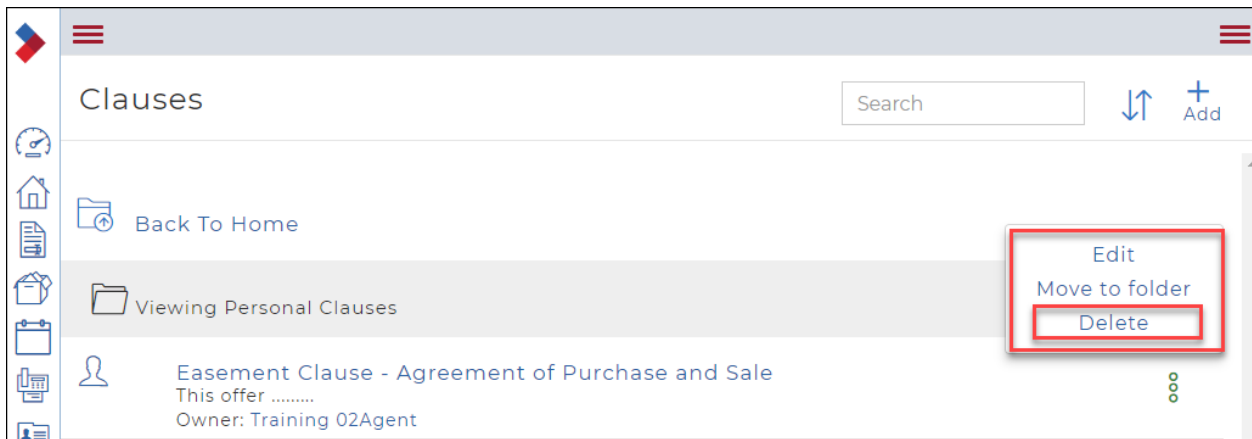 Clauses
Search
Add
Back To Home
Edit
Move to folder
Delete
Viewing Personal Clauses
Easement Clause - Agreement of Purchase and Sale
This offer .........
Owner: Training 02Agent